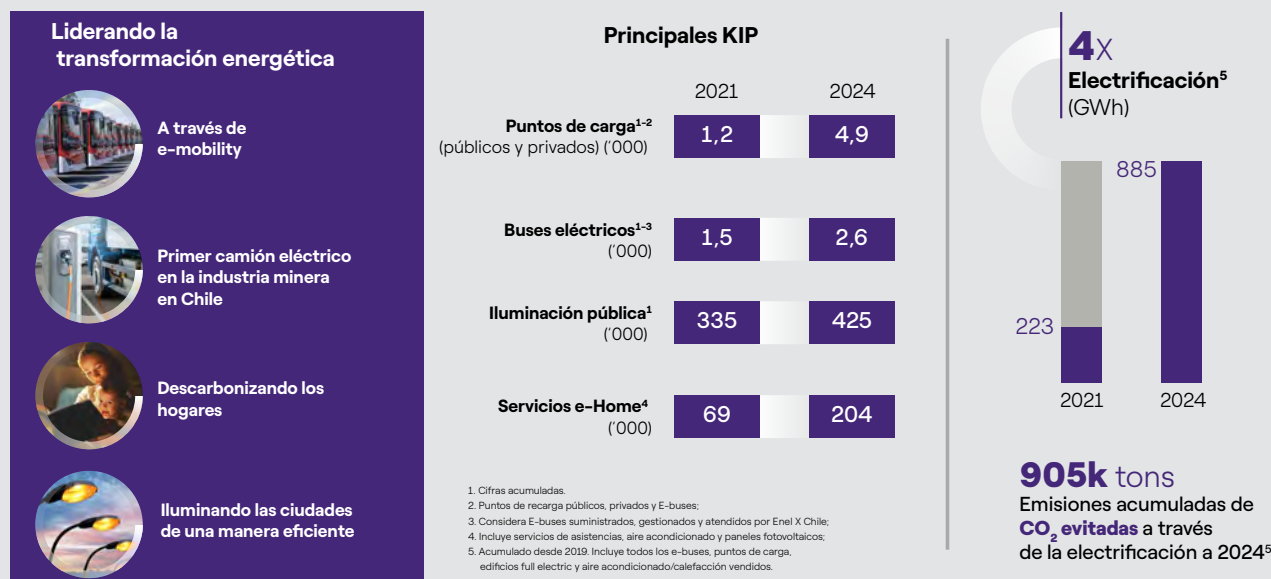 Liderando la
transformación energética
A través de
e-mobility
Primer camión eléctrico
en la industria minera
en Chile
Descarbonizando los
hogares
Iluminando las ciudades
de una manera eficiente
Principales KIP
2021 2024
Puntos de carga¹⁻²
(públicos y privados) (’000) 1,2 4,9
Buses eléctricos¹⁻³
(’000) 1,5 2,6
Iluminación pública¹
(’000) 335 425
Servicios e-Home⁴
(’000) 69 204
1. Cifras acumuladas.
2. Puntos de recarga públicos, privados y E-buses;
3. Considera E-buses suministrados, gestionados y atendidos por Enel X Chile;
4. Incluye servicios de asistencias, aire acondicionado y paneles fotovoltaicos;
5. Acumulado desde 2019. Incluye todos los e-buses, puntos de carga,
edificios full electric y aire acondicionado/calefacción vendidos.
4X
Electrificación⁵
(GWh)
885
223
2021 2024
905k tons
Emisiones acumuladas de
CO₂ evitadas a través
de la electrificación a 2024⁵